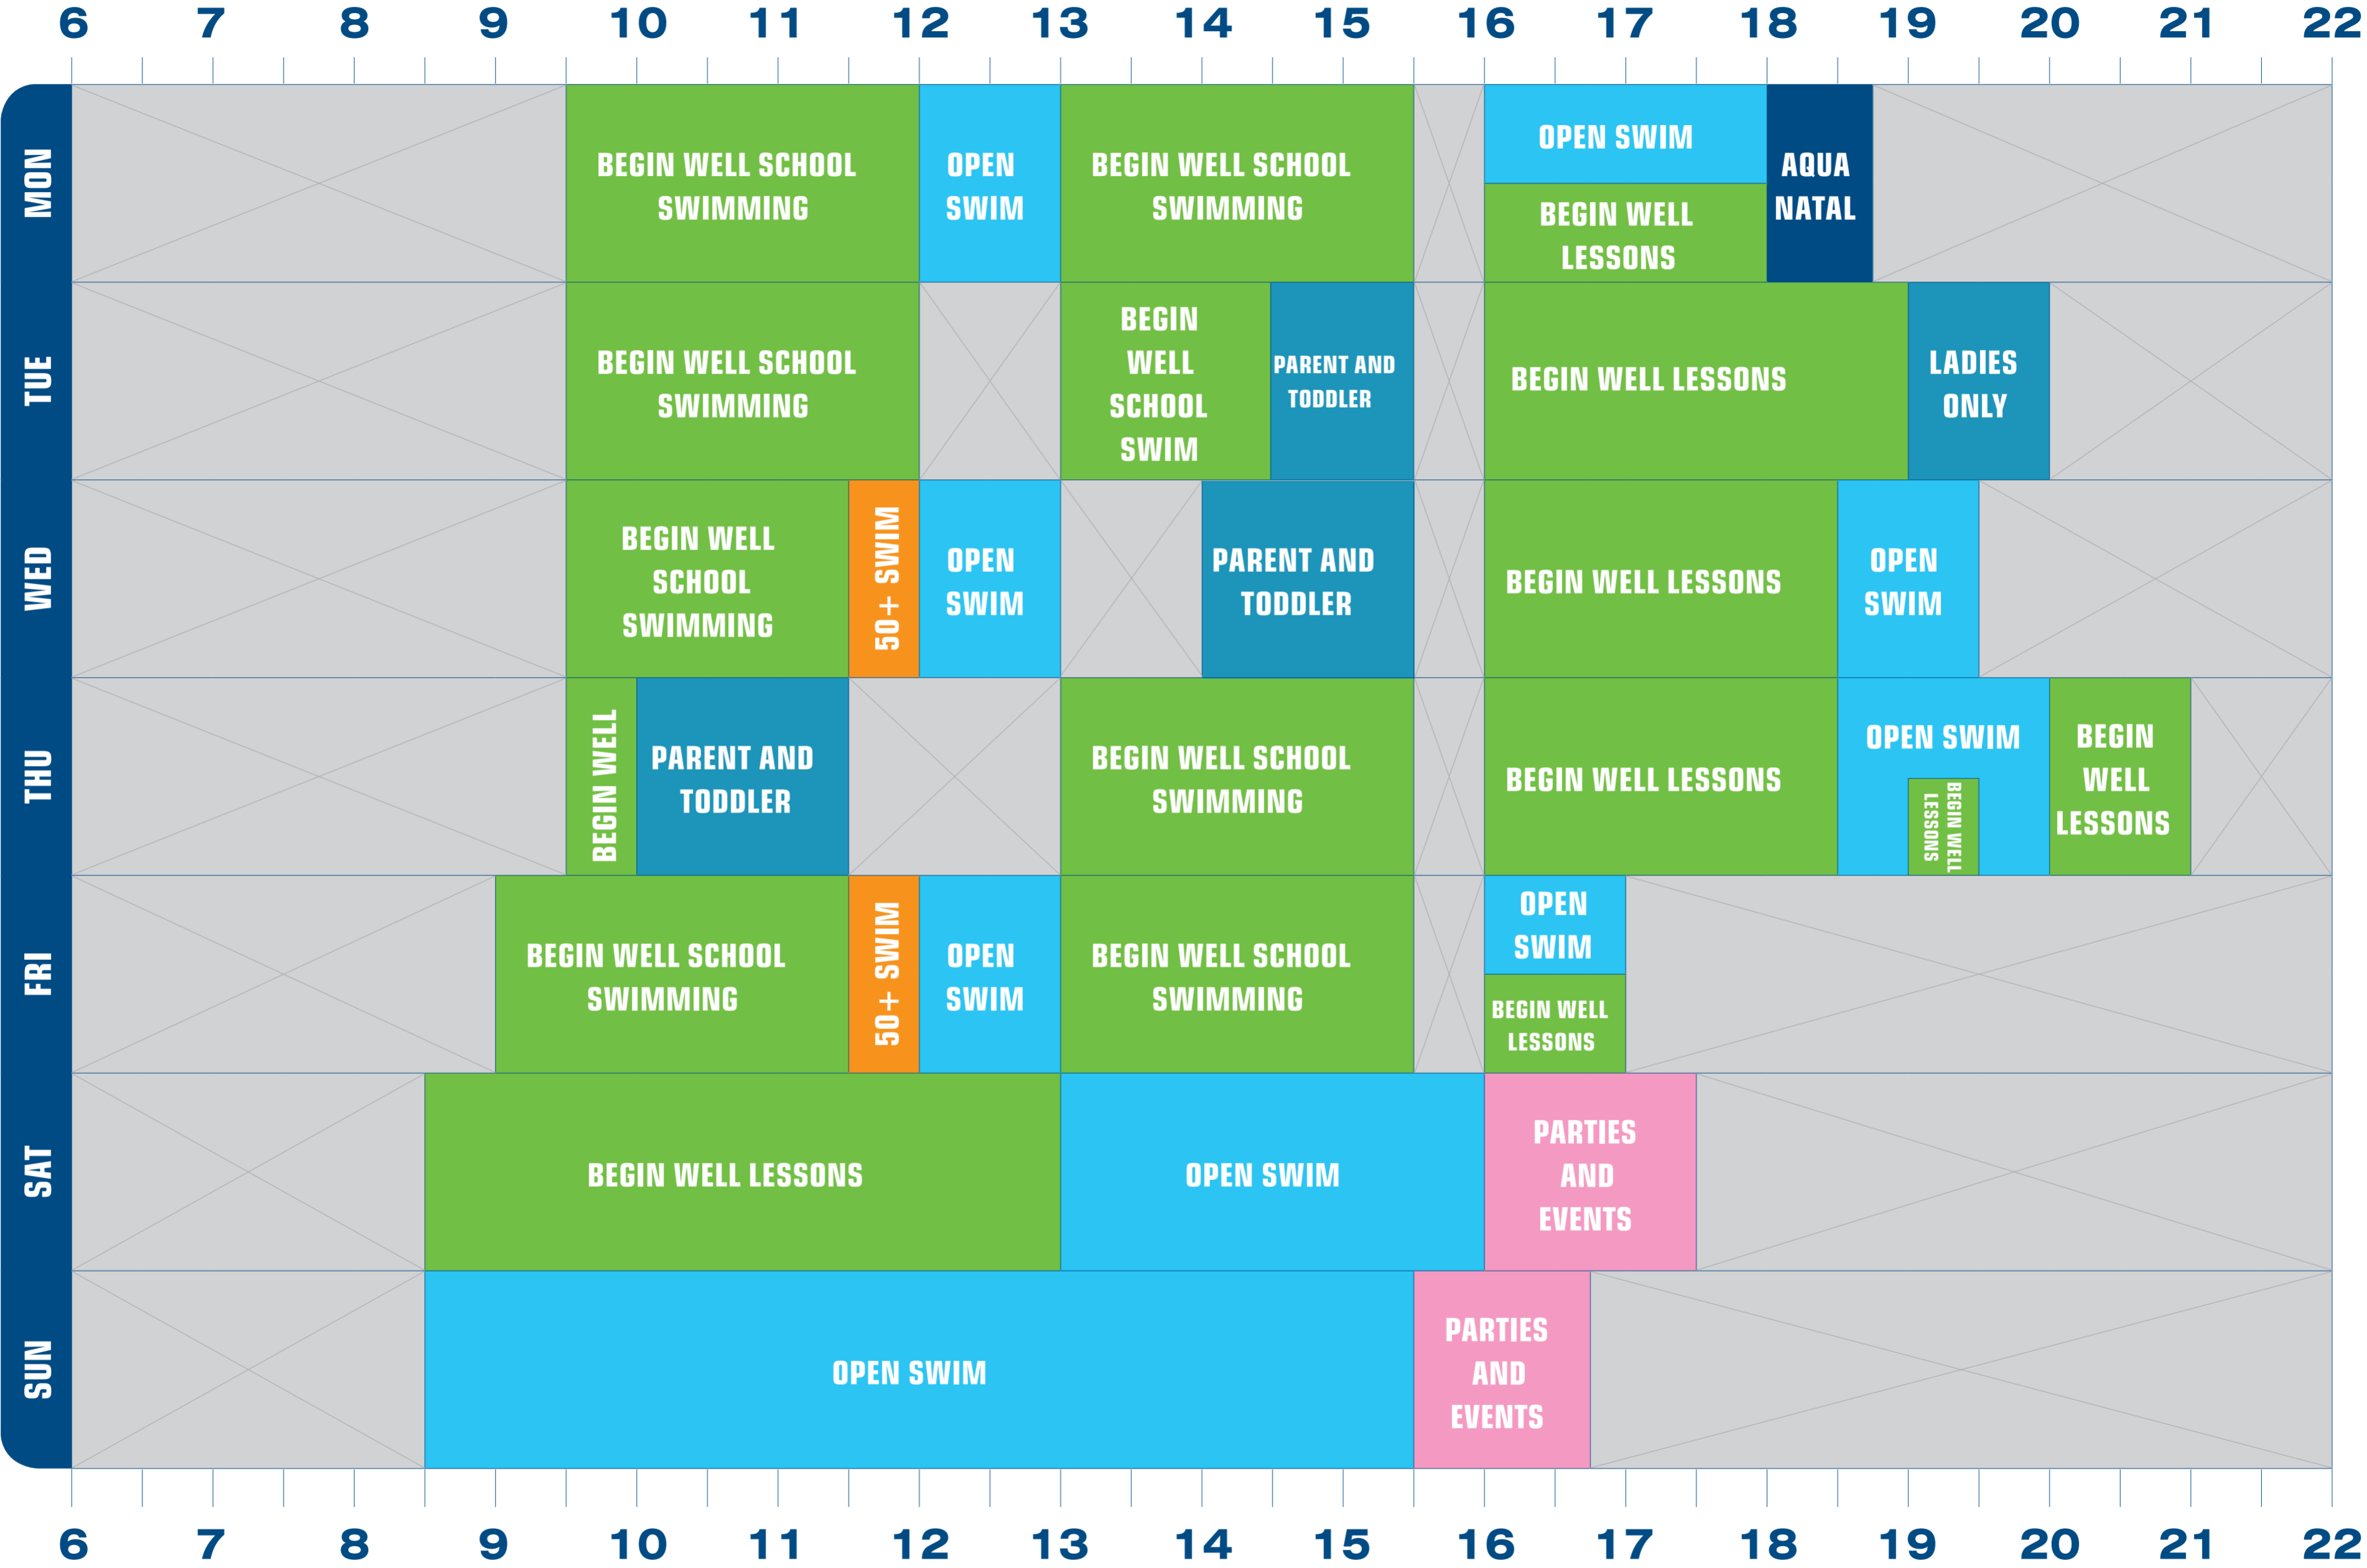 6 7 8 9 10 11 12 13 14 15 16 17 18 19 20 21 22
MON
BEGIN WELL SCHOOL
SWIMMING
OPEN
SWIM
BEGIN WELL SCHOOL
SWIMMING
OPEN SWIM
BEGIN WELL
LESSONS
AQUA
NATAL
TUE
BEGIN WELL SCHOOL
SWIMMING
BEGIN
WELL
SCHOOL
SWIM
PARENT AND
TODDLER
BEGIN WELL LESSONS
LADIES
ONLY
WED
BEGIN WELL
SCHOOL
SWIMMING
50+ SWIM
OPEN
SWIM
PARENT AND
TODDLER
BEGIN WELL LESSONS
OPEN
SWIM
THU
BEGIN WELL
PARENT AND
TODDLER
BEGIN WELL SCHOOL
SWIMMING
BEGIN WELL LESSONS
OPEN SWIM
BEGIN WELL
LESSONS
BEGIN
WELL
LESSONS
FRI
BEGIN WELL SCHOOL
SWIMMING
50+ SWIM
OPEN
SWIM
BEGIN WELL SCHOOL
SWIMMING
OPEN
SWIM
BEGIN WELL
LESSONS
SAT
BEGIN WELL LESSONS
OPEN SWIM
PARTIES
AND
EVENTS
SUN
OPEN SWIM
PARTIES
AND
EVENTS
6 7 8 9 10 11 12 13 14 15 16 17 18 19 20 21 22